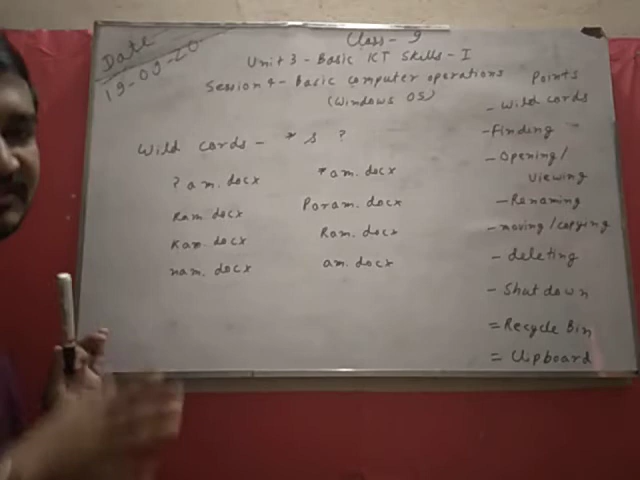 Date
19-09-20
Class - 9
Unit 3 - Basic ICT Skills - I
Session 4 - Basic Computer operations
(Windows OS)
Wild cords - * & ?
? am. docx
Ram. docx
Kam. docx
nam. docx
* am. docx
Param. docx
Ram. docx
am. docx
Points
- Wild cords
- Finding
- Opening/
Viewing
- Renaming
- moving/copying
- deleting
- Shut down
= Recycle Bin
= Clipboard